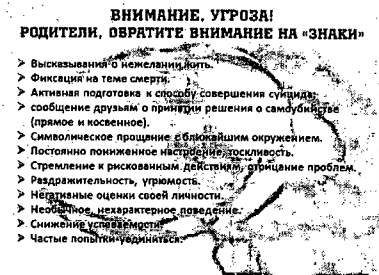 ВНИМАНИЕ, УГРОЗА!
РОДИТЕЛИ, ОБРАТИТЕ ВНИМАНИЕ НА «ЗНАКИ»
➢ Высказывания о нежелании жить.
➢ Фиксация на теме смерти.
➢ Активная подготовка к способу совершения суицида:
➢ сообщение друзьям о принятии решения о самоубийстве
(прямое и косвенное).
➢ Символическое прощание с ближайшим окружением.
➢ Постоянно пониженное настроение, тоскливость.
➢ Стремление к рискованным действиям, отрицание проблем.
➢ Раздражительность, угрюмость.
➢ Негативные оценки своей личности.
➢ Необычное, нехарактерное поведение.
➢ Снижение успеваемости.
➢ Частые попытки уединиться.